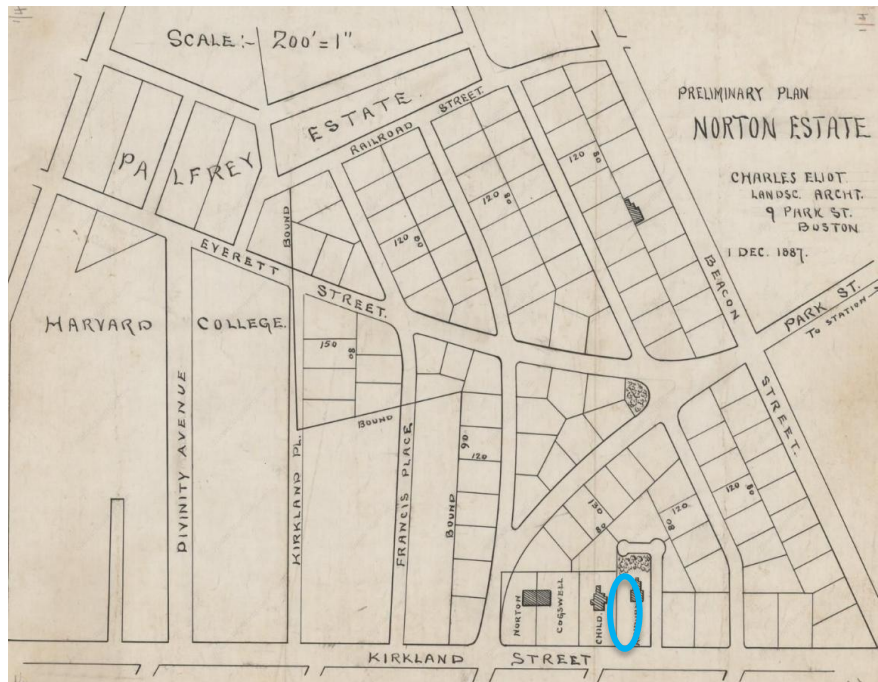 SCALE:- 200'=1"
PRELIMINARY PLAN
NORTON ESTATE
CHARLES ELIOT
LANDSC. ARCHT.
9 PARK ST.
BOSTON
1 DEC. 1887.
ESTATE
RAILROAD STREET.
PA
LFREY
120 80
120 80
120 80
BOUND
EVERETT
STREET.
BEACON
STREET.
PARK ST.
TO STATION
HARVARD COLLEGE.
150 80
BOUND
DIVINITY AVENUE
KIRKLAND PL.
FRANCIS PLACE
BOUND
90
120
130
80
120
80
120 80
NORTON
COGSWELL
CHILD
KIRKLAND STREET